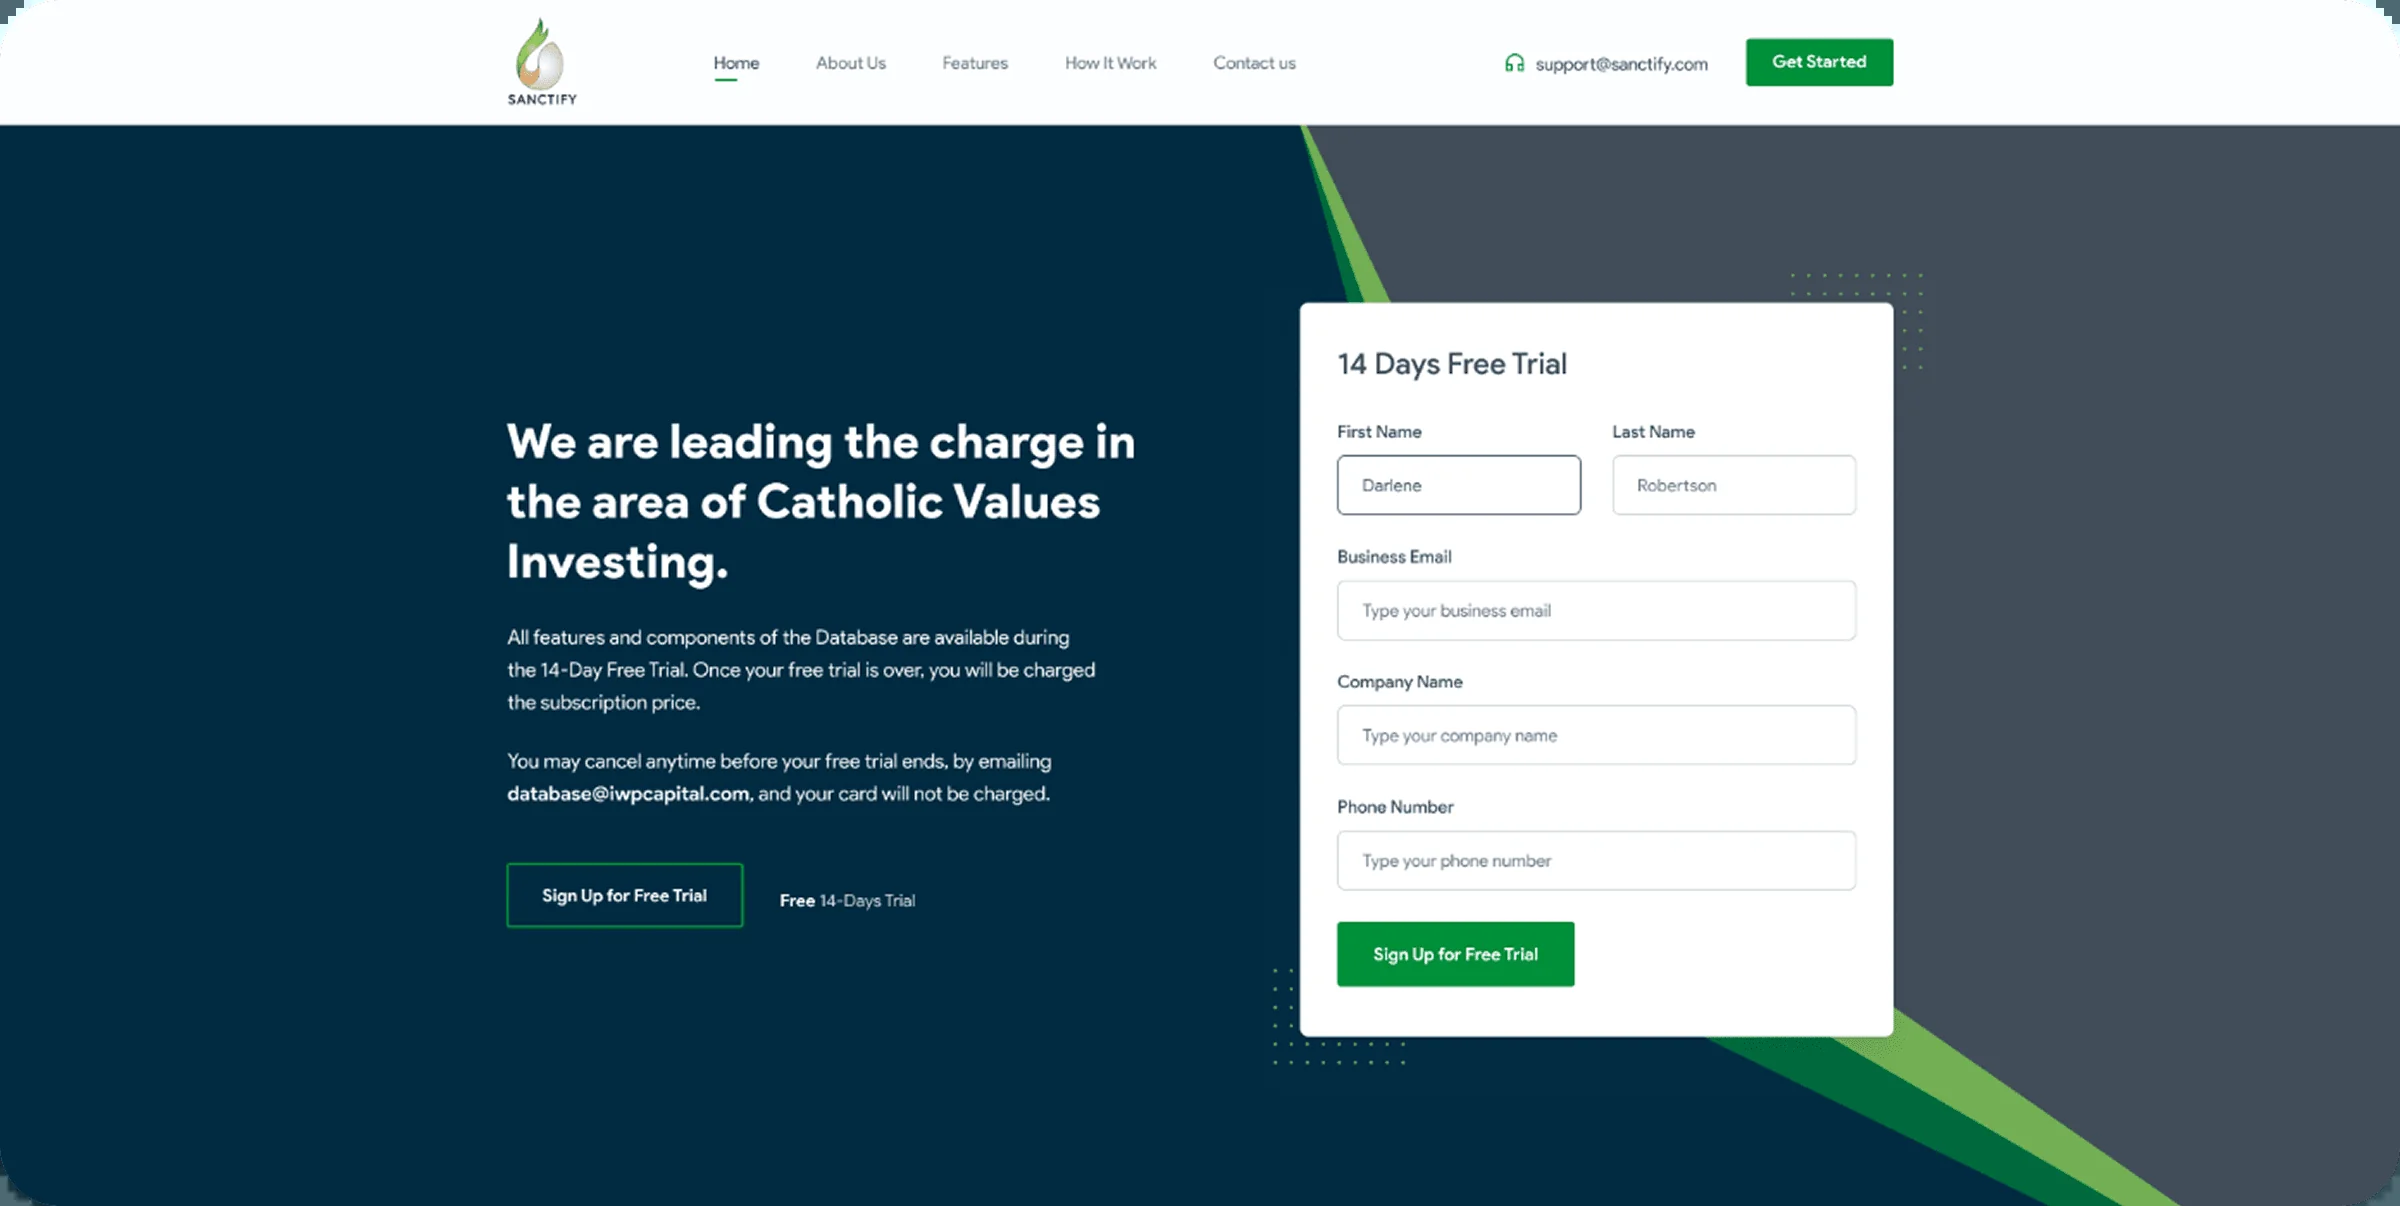 SANCTIFY
Home
About Us
Features
How It Work
Contact us
support@sanctify.com
Get Started
We are leading the charge in
the area of Catholic Values
Investing.
All features and components of the Database are available during
the 14-Day Free Trial. Once your free trial is over, you will be charged
the subscription price.
You may cancel anytime before your free trial ends, by emailing
database@iwpcapital.com, and your card will not be charged.
Sign Up for Free Trial
Free 14-Days Trial
14 Days Free Trial
First Name
Last Name
Darlene
Robertson
Business Email
Type your business email
Company Name
Type your company name
Phone Number
Type your phone number
Sign Up for Free Trial